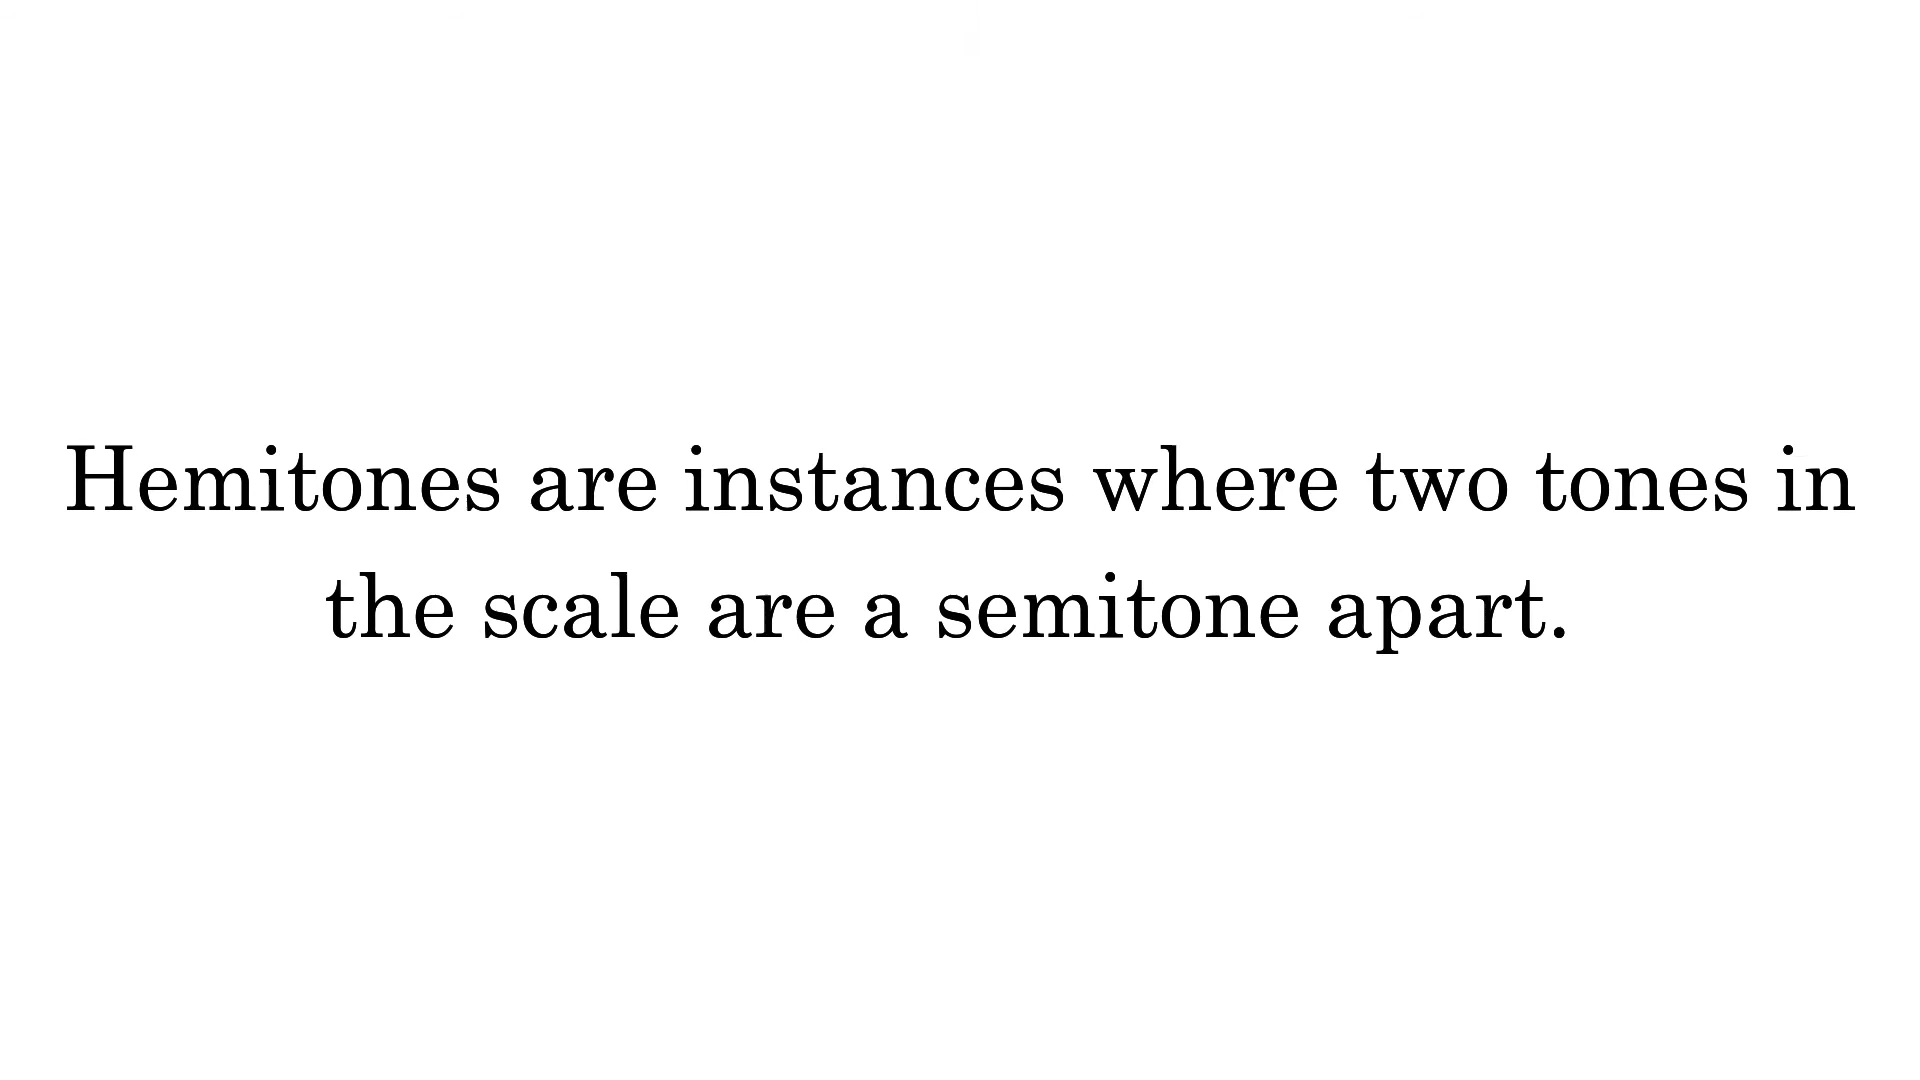 Hemitones are instances where two tones in
the scale are a semitone apart.